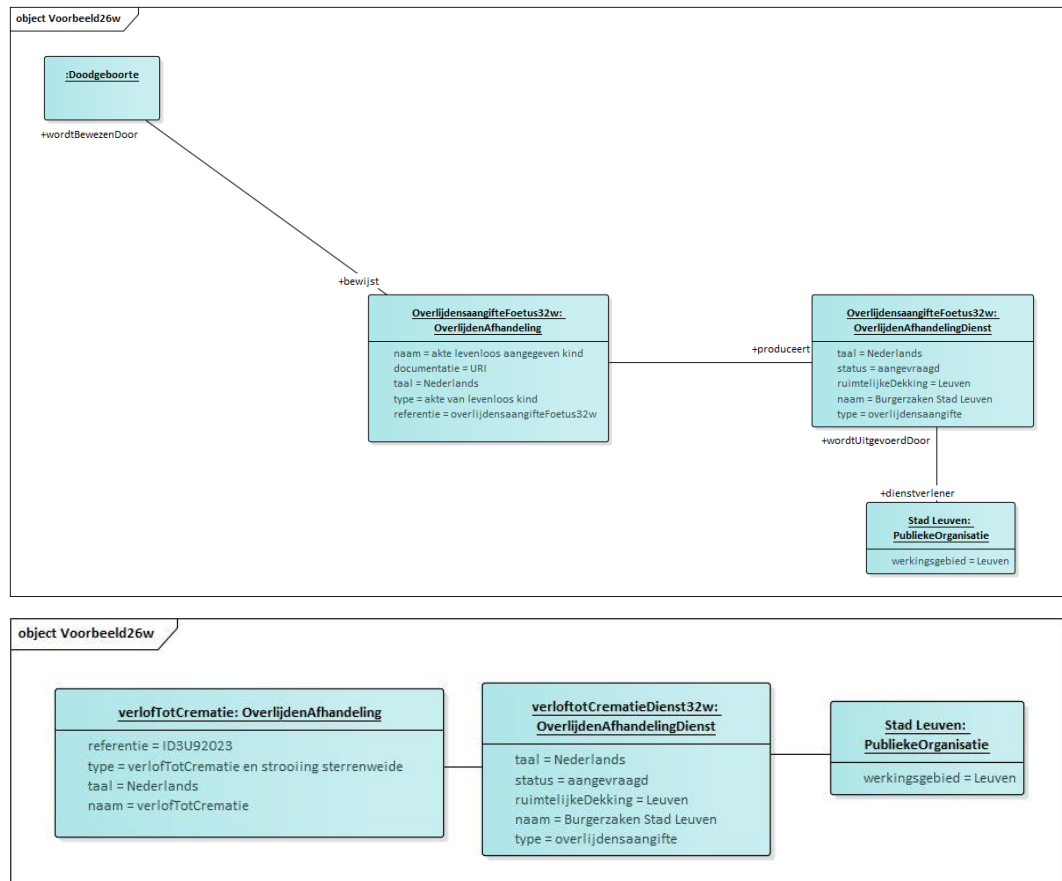 object Voorbeeld26w
:Doodgeboorte
+wordtBewezenDoor
+bewijst
OverlijdensaangifteFoetus32w:
OverlijdenAfhandeling
naam = akte levenloos aangegeven kind
documentatie = URI
taal = Nederlands
type = akte van levenloos kind
referentie = overlijdensaangifteFoetus32w
+produceert
OverlijdensaangifteFoetus32w:
OverlijdenAfhandelingDienst
taal = Nederlands
status = aangevraagd
ruimtelijkeDekking = Leuven
naam = Burgerzaken Stad Leuven
type = overlijdensaangifte
+wordtUitgevoerdDoor
+dienstverlener
Stad Leuven:
PubliekeOrganisatie
werkingsgebied = Leuven
object Voorbeeld26w
verlofTotCrematie: OverlijdenAfhandeling
referentie = ID3U92023
type = verlofTotCrematie en strooiing sterrenweide
taal = Nederlands
naam = verlofTotCrematie
verloftotCrematieDienst32w:
OverlijdenAfhandelingDienst
taal = Nederlands
status = aangevraagd
ruimtelijkeDekking = Leuven
naam = Burgerzaken Stad Leuven
type = overlijdensaangifte
Stad Leuven:
PubliekeOrganisatie
werkingsgebied = Leuven